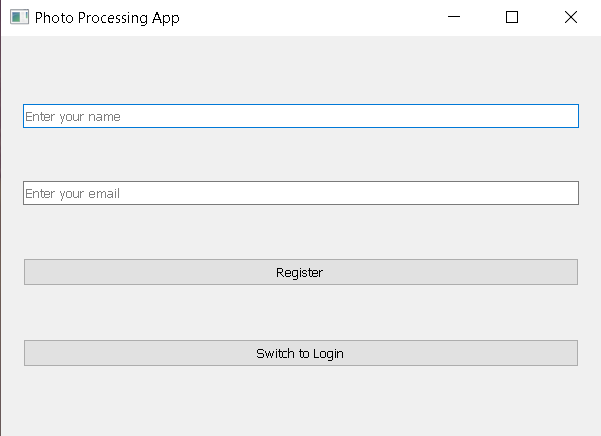 Photo Processing App
Enter your name
Enter your email
Register
Switch to Login